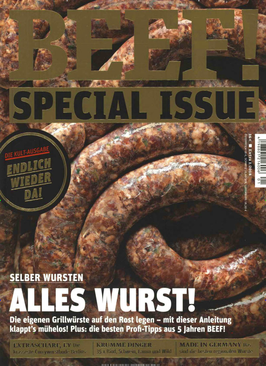 BEEF!
SPECIAL ISSUE
DIE KULT-AUSGABE
ENDLICH
WIEDER
DA!
SELBER WURSTEN
ALLES WURST!
Die eigenen Grillwürste auf den Rost legen – mit dieser Anleitung
klappt's mühelos! Plus: die besten Profi-Tipps aus 5 Jahren BEEF!
KRUMME DINGER
MADE IN GERMANY